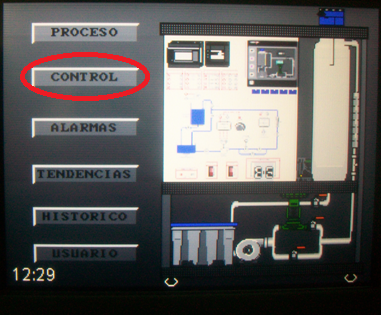 PROCESO
CONTROL
ALARMAS
TENDENCIAS
HISTORICO
USUARIO
12:29